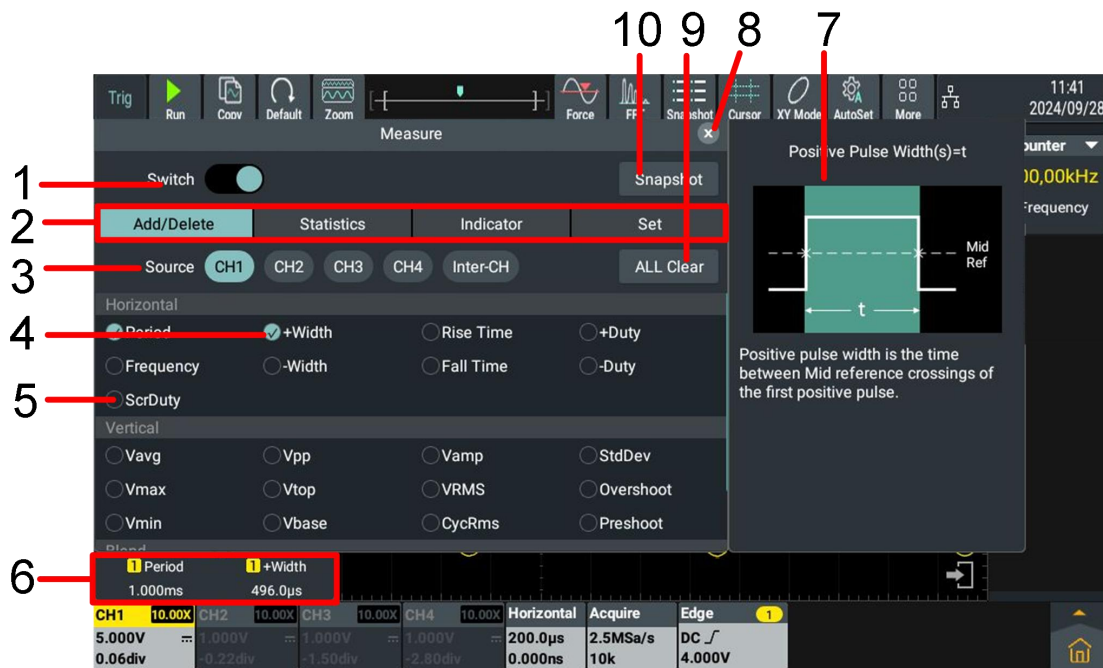 10 9 8 7
Trig Run Copy Default Zoom Force FFT Snapshot Cursor XY Mode AutoSet More
11:41
2024/09/28
Measure
x
1 Switch Snapshot
2 Add/Delete Statistics Indicator Set
3 Source CH1 CH2 CH3 CH4 Inter-CH ALL Clear
Horizontal
4 Period +Width Rise Time +Duty
Frequency -Width Fall Time -Duty
5 ScrDuty
Vertical
Vavg Vpp Vamp StdDev
Vmax Vtop VRMS Overshoot
Vmin Vbase CycRms Preshoot
Positive Pulse Width(s)=t
Mid
Ref
t
Positive pulse width is the time
between Mid reference crossings of
the first positive pulse.
ounter
00,00kHz
Frequency
6 1 Period 1 +Width
1.000ms 496.0µs
CH1 10.00X CH2 10.00X CH3 10.00X CH4 10.00X Horizontal Acquire Edge 1
5.000V 1.000V 1.000V 1.000V 200.0µs 2.5MSa/s DC
0.06div -0.22div -1.50div -2.80div 0.000ns 10k 4.000V